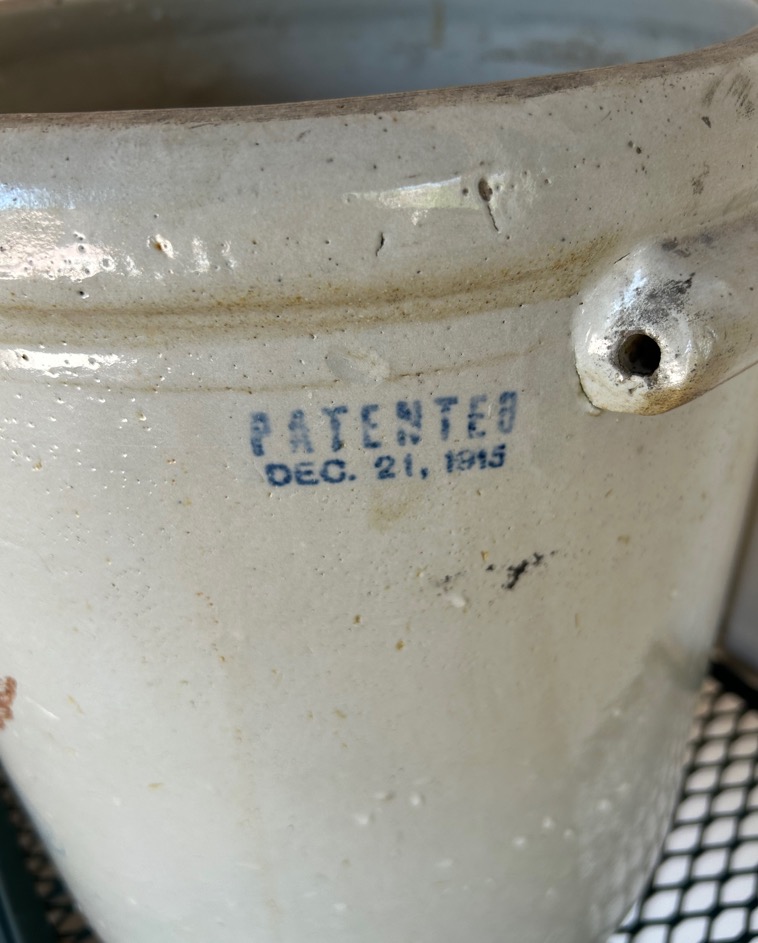 PATENTED
DEC. 21, 1915